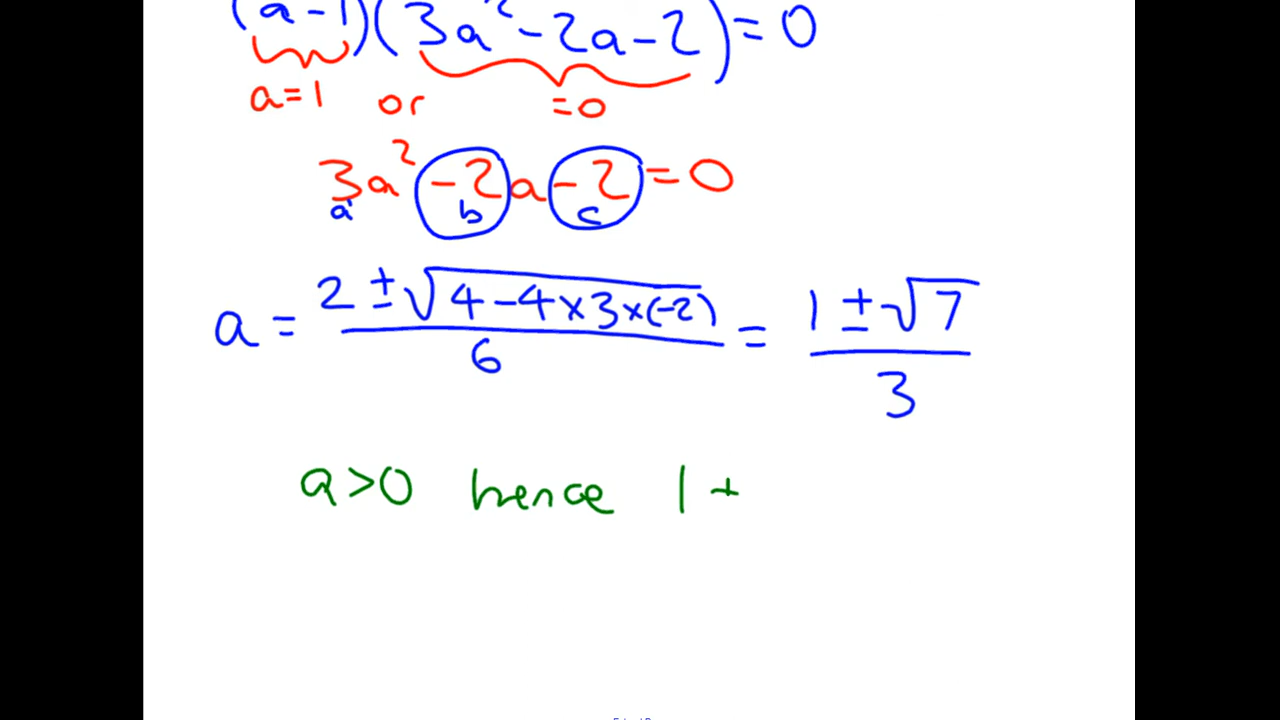 (a-1)(3a²-2a-2)=0
a=1 or =0
3a²-2a-2=0
a b c
a = (2±√(4-4×3×(-2)))/6 = (1±√7)/3
a>0 hence 1+